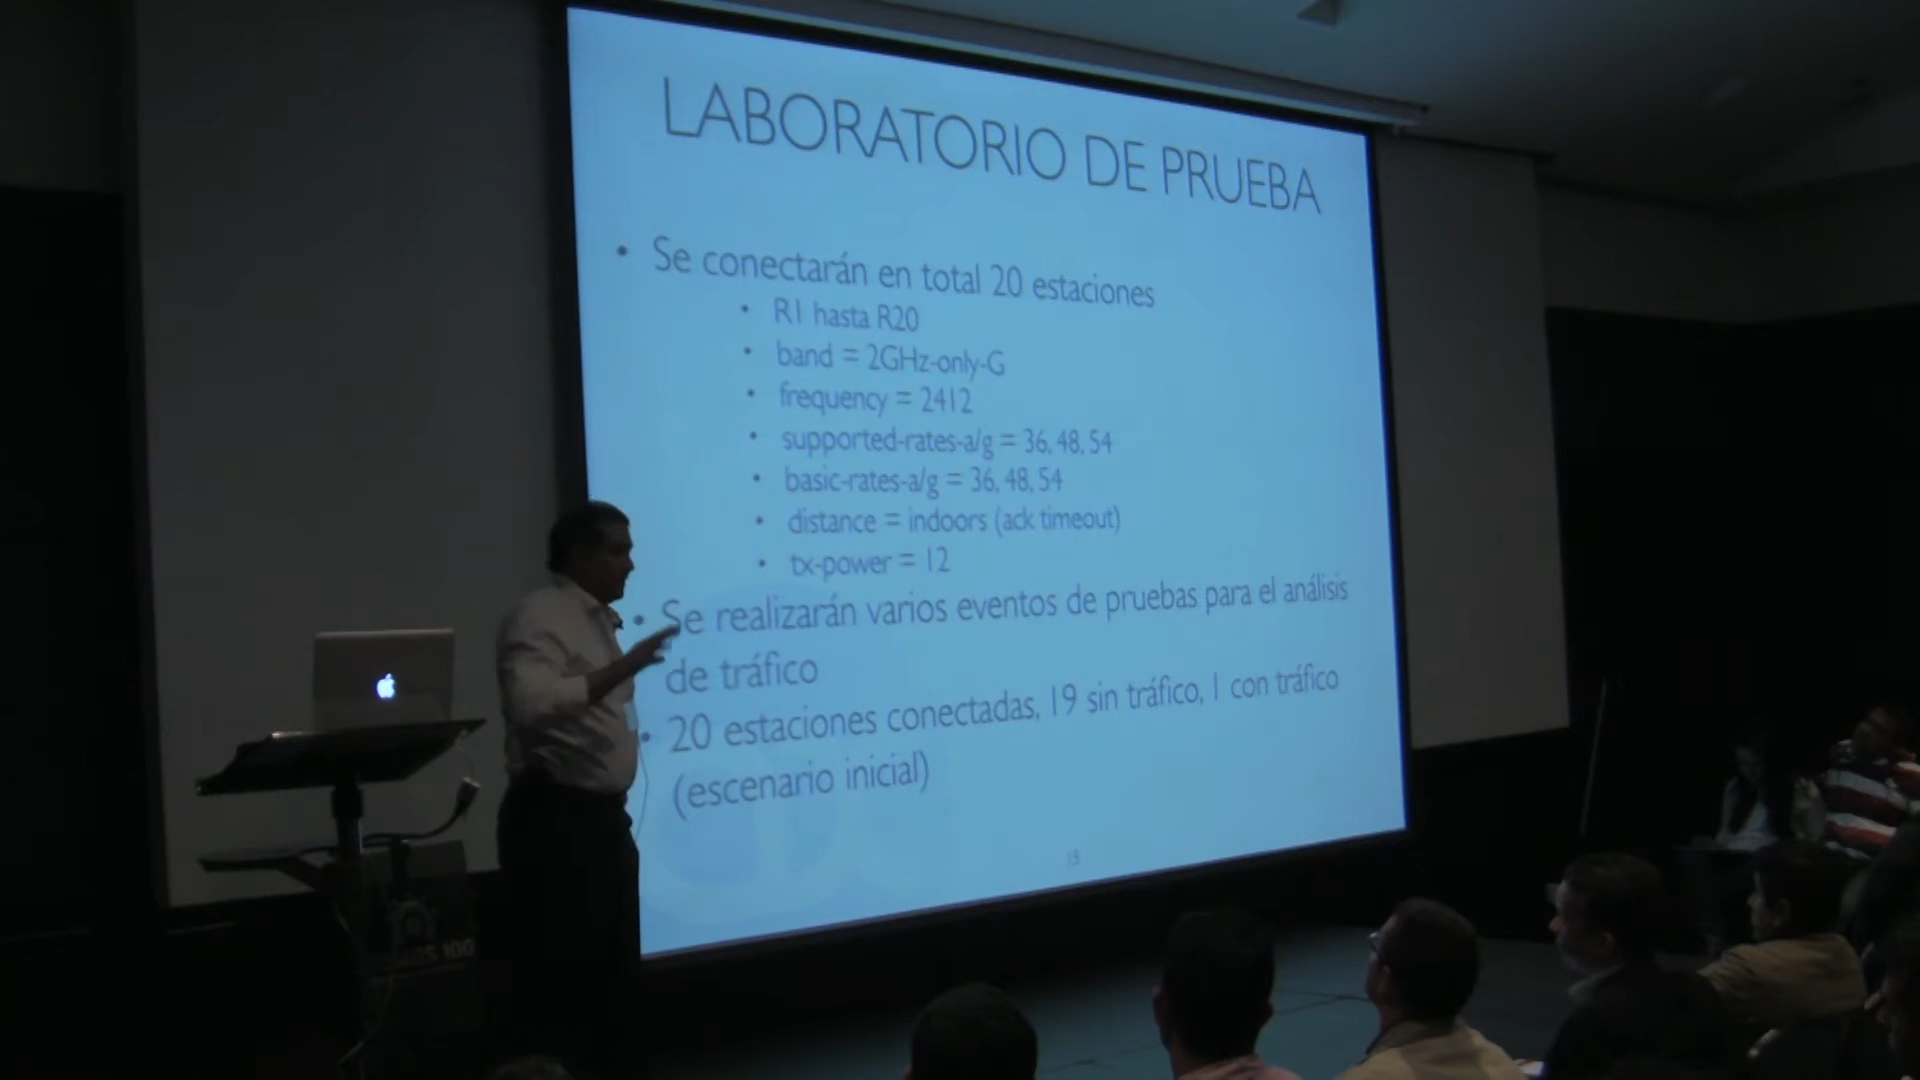 LABORATORIO DE PRUEBA
• Se conectarán en total 20 estaciones
• R1 hasta R20
• band = 2GHz-only-G
• frequency = 2412
• supported-rates-a/g = 36, 48, 54
• basic-rates-a/g = 36, 48, 54
• distance = indoors (ack timeout)
• tx-power = 12
• Se realizarán varios eventos de pruebas para el análisis
de tráfico
• 20 estaciones conectadas, 19 sin tráfico, 1 con tráfico
(escenario inicial)
15